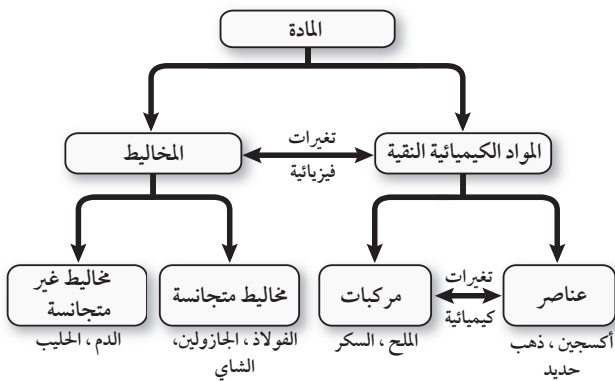 المادة
المواد الكيميائية النقية
تغيرات
فيزيائية
المخاليط
عناصر
تغيرات
كيميائية
مركبات
مخاليط متجانسة
مخاليط غير
متجانسة
أكسجين ، ذهب
حديد
الملح ، السكر
الفولاذ ، الجازولين،
الشاي
الدم ، الحليب